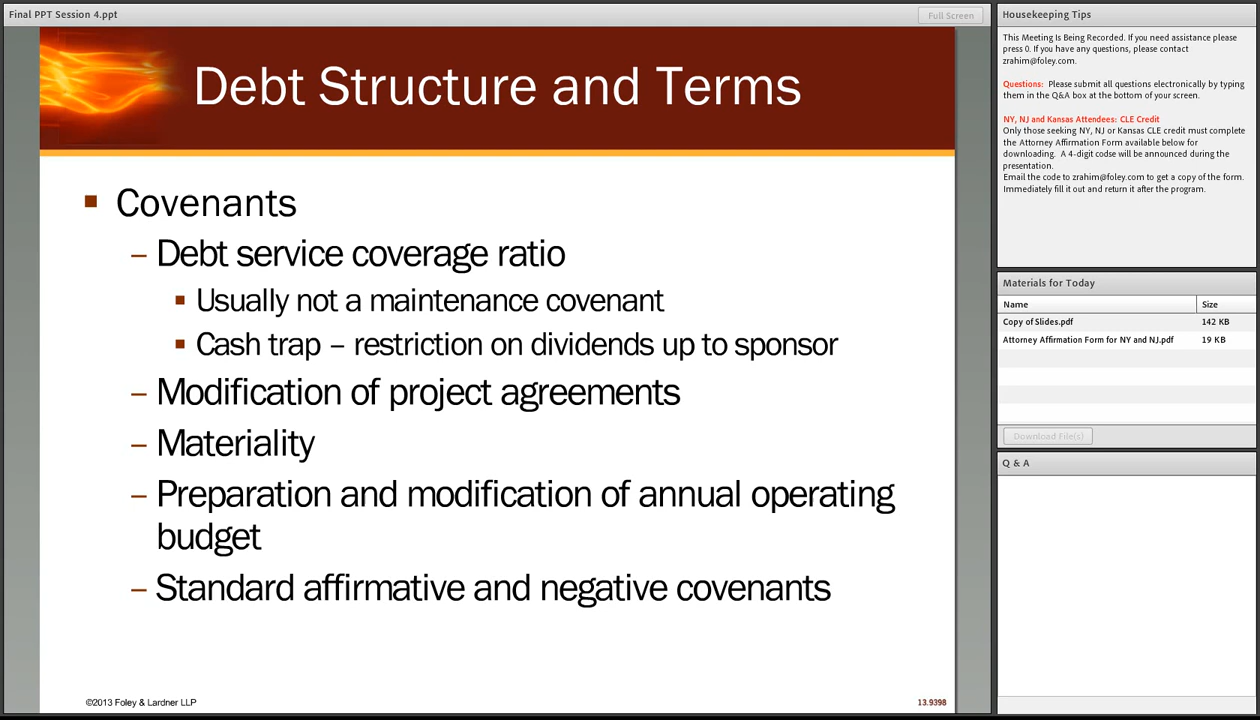 Final PPT Session 4.ppt
Full Screen
Debt Structure and Terms
▪ Covenants
– Debt service coverage ratio
▪ Usually not a maintenance covenant
▪ Cash trap – restriction on dividends up to sponsor
– Modification of project agreements
– Materiality
– Preparation and modification of annual operating
budget
– Standard affirmative and negative covenants
©2013 Foley & Lardner LLP
13.9398
Housekeeping Tips
This Meeting Is Being Recorded. If you need assistance please
press 0. If you have any questions, please contact
zrahim@foley.com.
Questions: Please submit all questions electronically by typing
them in the Q&A box at the bottom of your screen.
NY, NJ and Kansas Attendees: CLE Credit
Only those seeking NY, NJ or Kansas CLE credit must complete
the Attorney Affirmation Form available below for
downloading. A 4-digit codse will be announced during the
presentation.
Email the code to zrahim@foley.com to get a copy of the form.
Immediately fill it out and return it after the program.
Materials for Today
Name Size
Copy of Slides.pdf 142 KB
Attorney Affirmation Form for NY and NJ.pdf 19 KB
Download File(s)
Q & A